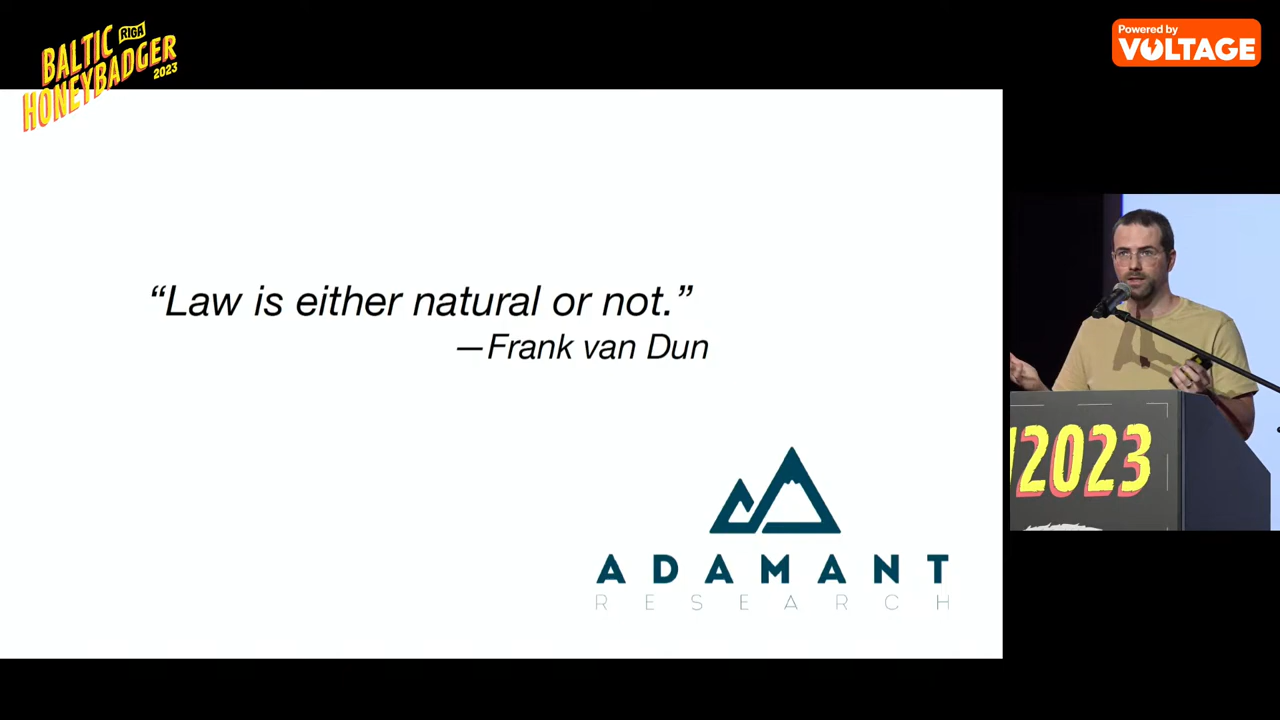 BALTIC
RIGA
HONEYBADGER
2023
Powered by
VOLTAGE
“Law is either natural or not.”
—Frank van Dun
2023
ADAMANT
RESEARCH